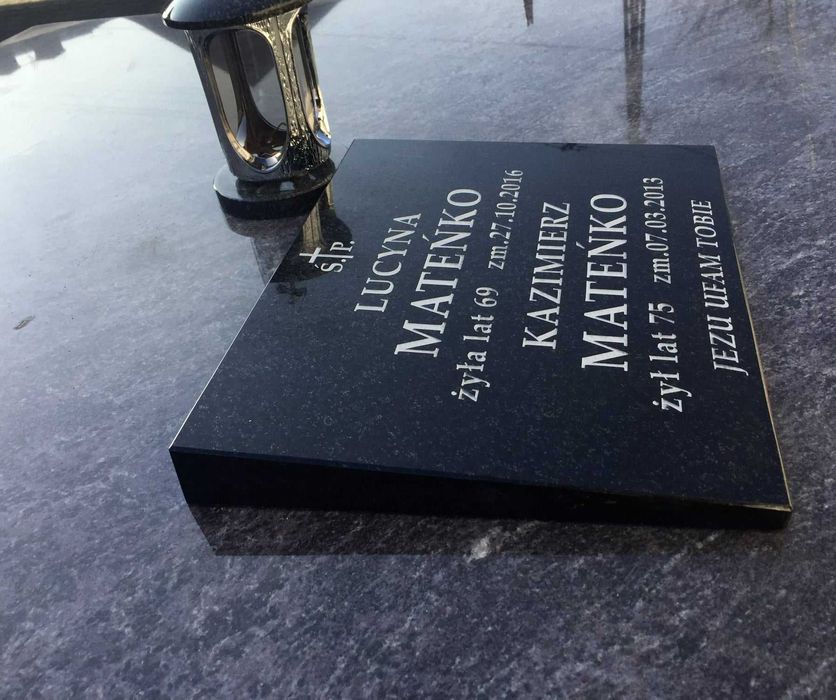 Ś.†P.
LUCYNA
MATEŃKO
żyła lat 69 zm.27.10.2016
KAZIMIERZ
MATEŃKO
żył lat 75 zm.07.03.2013
JEZU UFAM TOBIE